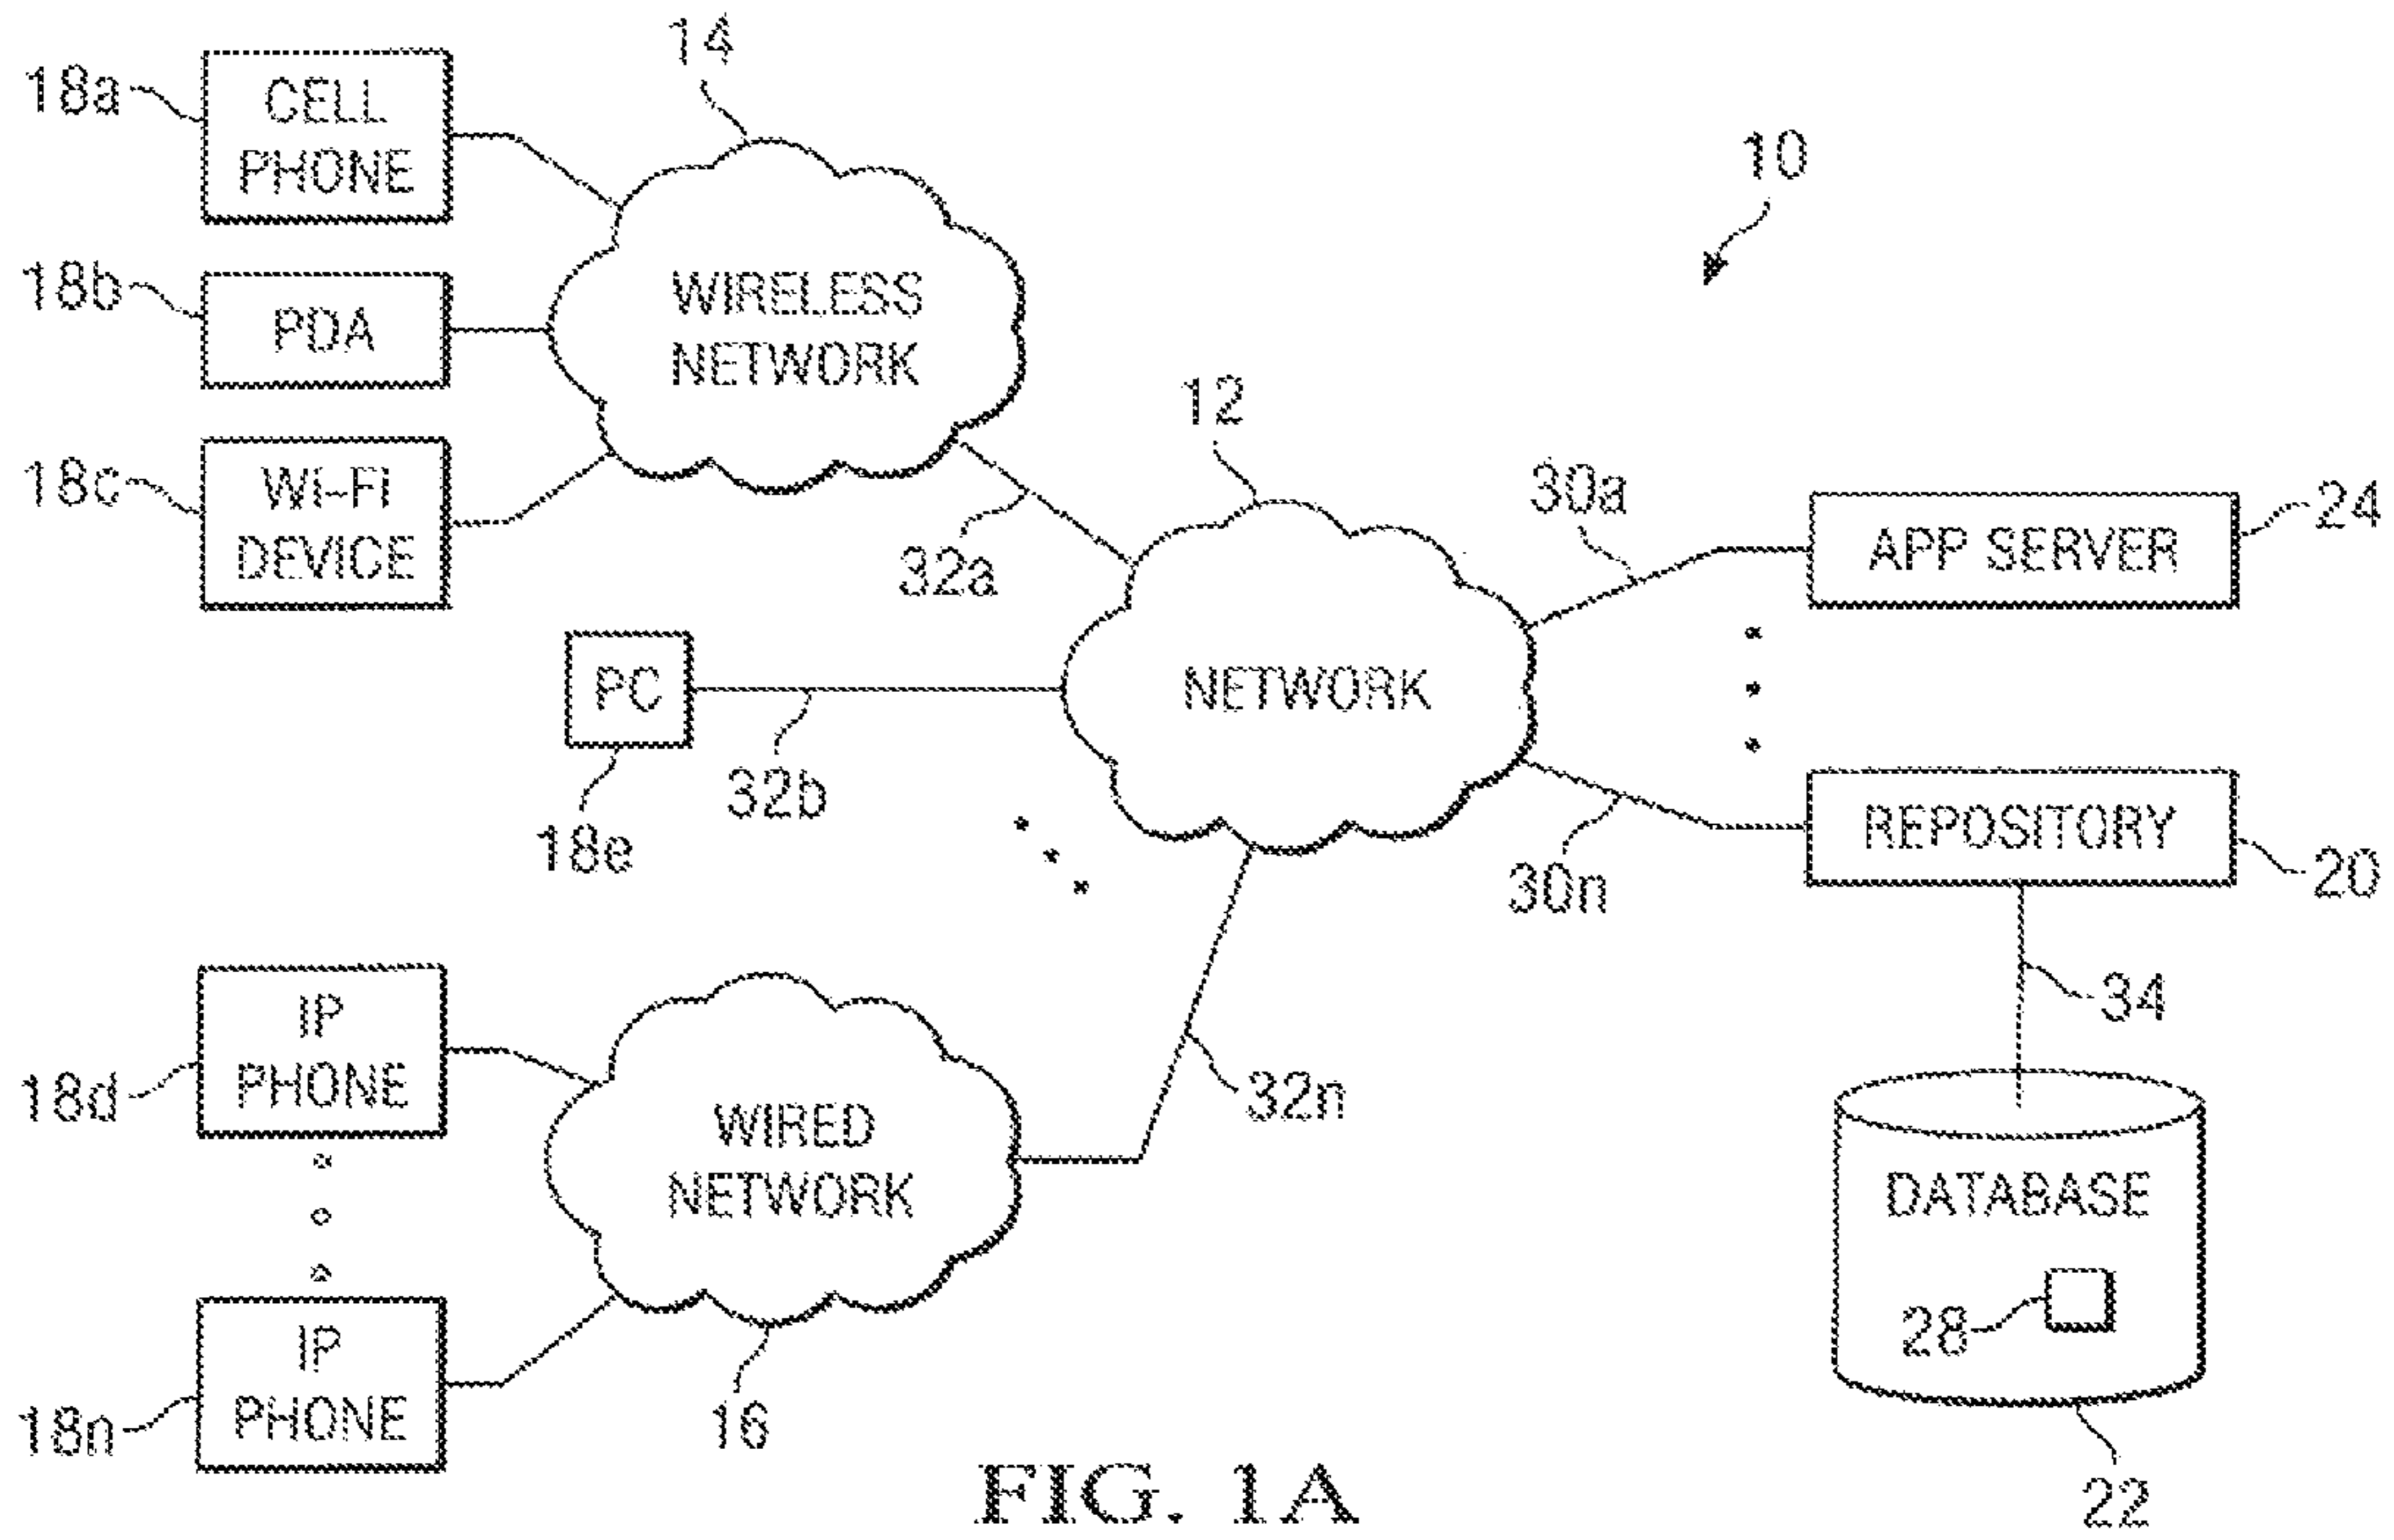 14
18a
CELL
PHONE
10
18b
PDA
WIRELESS
NETWORK
12
18c
WI-FI
DEVICE
32a
30a
APP SERVER
24
PC
NETWORK
32b
18e
30n
REPOSITORY
20
34
IP
PHONE
18d
WIRED
NETWORK
32n
DATABASE
28
IP
PHONE
18n
16
22
FIG. 1A